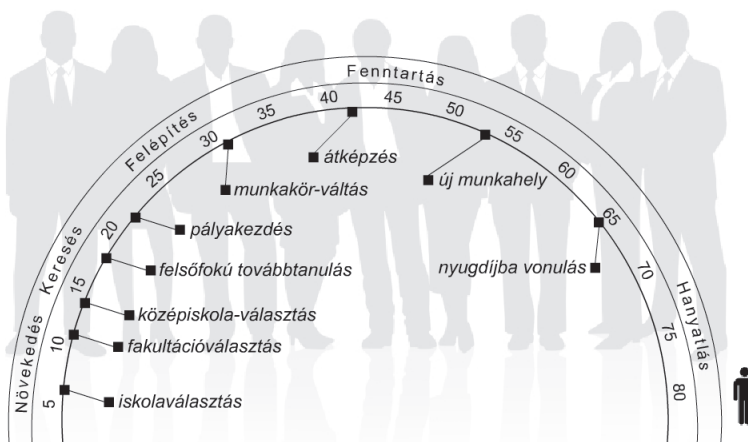 Növekedés
Keresés
Felépítés
Fenntartás
Hanyatlás
5
10
15
20
25
30
35
40
45
50
55
60
65
70
75
80
átképzés
munkakör-váltás
új munkahely
pályakezdés
felsőfokú továbbtanulás
nyugdíjba vonulás
középiskola-választás
fakultációválasztás
iskolaválasztás